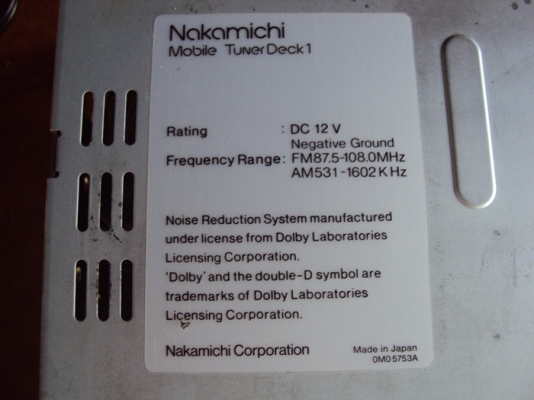 Nakamichi
Mobile Tuner Deck 1
Rating : DC 12 V
Negative Ground
Frequency Range: FM87.5-108.0MHz
AM531-1602 KHz
Noise Reduction System manufactured
under license from Dolby Laboratories
Licensing Corporation.
'Dolby' and the double-D symbol are
trademarks of Dolby Laboratories
Licensing Corporation.
Nakamichi Corporation
Made in Japan
0M05753A